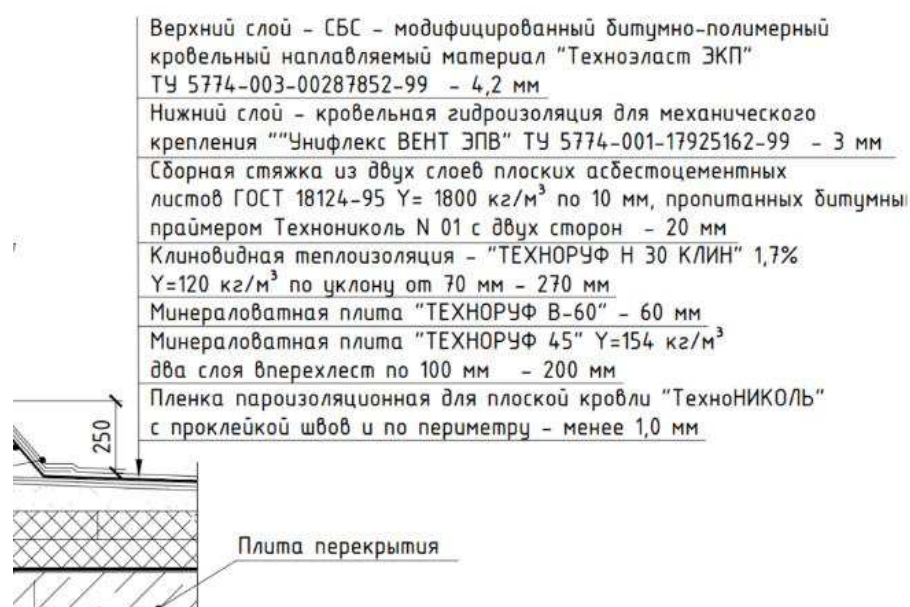 Верхний слой - СБС - модифицированный битумно-полимерный
кровельный наплавляемый материал "Техноэласт ЭКП"
ТУ 5774-003-00287852-99 - 4,2 мм
Нижний слой - кровельная гидроизоляция для механического
крепления ""Унифлекс ВЕНТ ЭПВ" ТУ 5774-001-17925162-99 - 3 мм
Сборная стяжка из двух слоев плоских асбестоцементных
листов ГОСТ 18124-95 Y= 1800 кг/м³ по 10 мм, пропитанных битумны
праймером Технониколь N 01 с двух сторон - 20 мм
Клиновидная теплоизоляция - "ТЕХНОРУФ Н 30 КЛИН" 1,7%
Y=120 кг/м³ по уклону от 70 мм - 270 мм
Минераловатная плита "ТЕХНОРУФ В-60" - 60 мм
Минераловатная плита "ТЕХНОРУФ 45" Y=154 кг/м³
два слоя вперехлест по 100 мм - 200 мм
Пленка пароизоляционная для плоской кровли "ТехноНИКОЛЬ"
с проклейкой швов и по периметру - менее 1,0 мм
250
Плита перекрытия